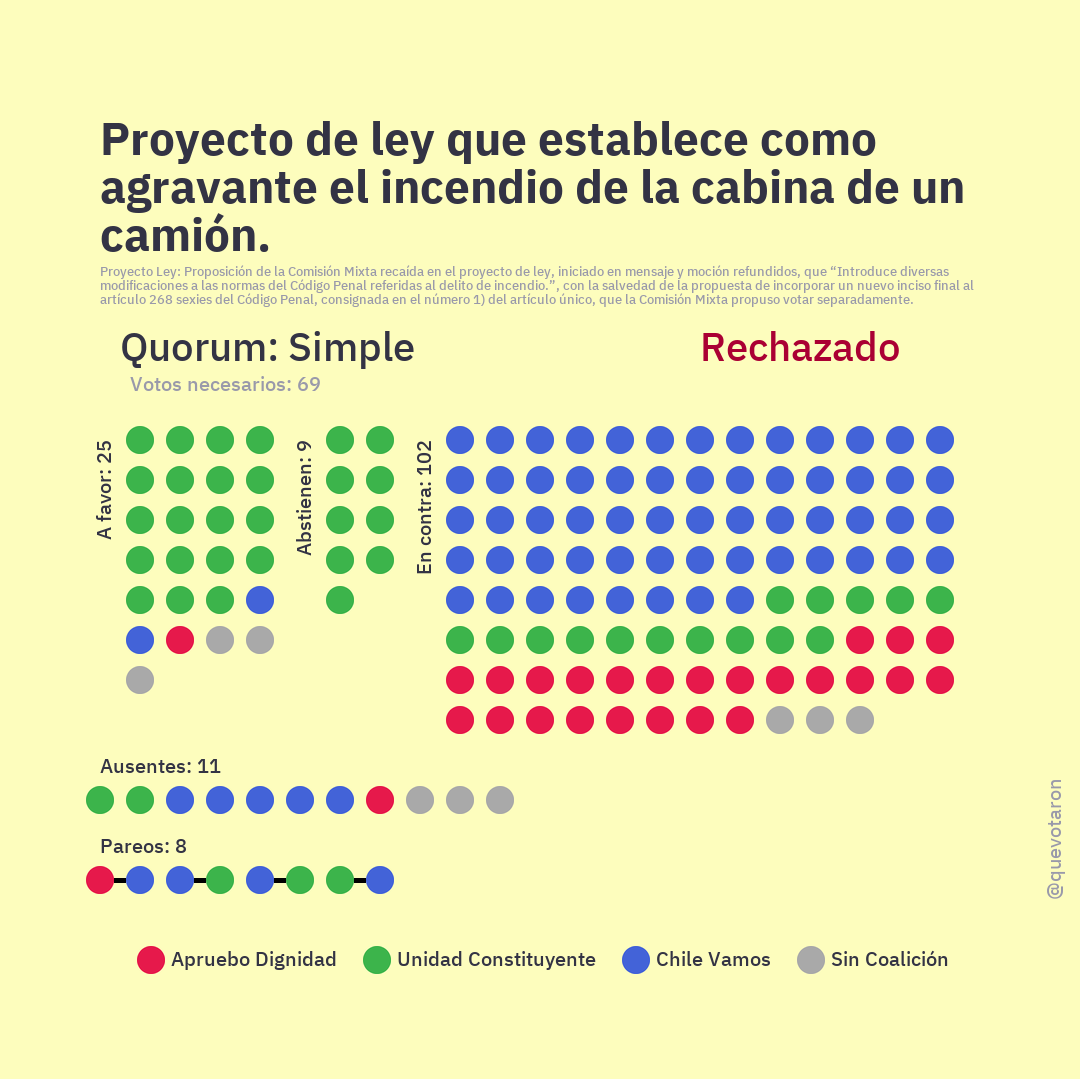 Proyecto de ley que establece como
agravante el incendio de la cabina de un
camión.
Proyecto Ley: Proposición de la Comisión Mixta recaída en el proyecto de ley, iniciado en mensaje y moción refundidos, que “Introduce diversas
modificaciones a las normas del Código Penal referidas al delito de incendio.”, con la salvedad de la propuesta de incorporar un nuevo inciso final al
artículo 268 sexies del Código Penal, consignada en el número 1) del artículo único, que la Comisión Mixta propuso votar separadamente.
Quorum: Simple
Rechazado
Votos necesarios: 69
A favor: 25
Abstienen: 9
En contra: 102
Ausentes: 11
Pareos: 8
@quevotaron
Apruebo Dignidad
Unidad Constituyente
Chile Vamos
Sin Coalición